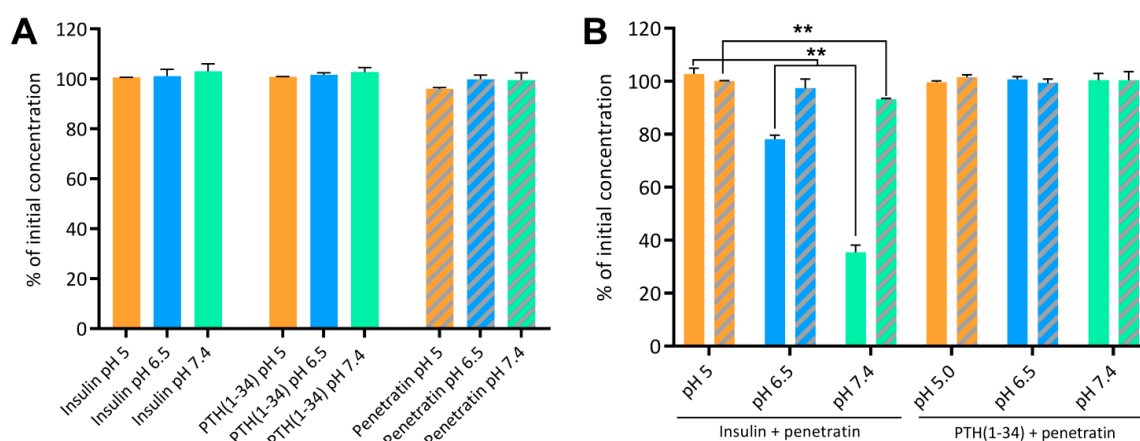 A
% of initial concentration
120
100
80
60
40
20
0
Insulin pH 5
Insulin pH 6.5
Insulin pH 7.4
PTH(1-34) pH 5
PTH(1-34) pH 6.5
PTH(1-34) pH 7.4
Penetratin pH 5
Penetratin pH 6.5
Penetratin pH 7.4
B
% of initial concentration
120
100
80
60
40
20
0
**
**
pH 5
pH 6.5
pH 7.4
pH 5.0
pH 6.5
pH 7.4
Insulin + penetratin
PTH(1-34) + penetratin